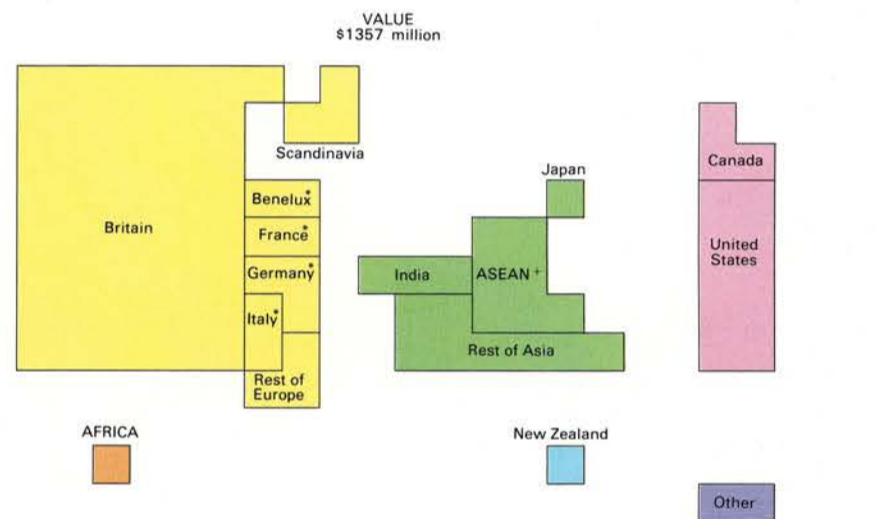 VALUE
$1357 million
Scandinavia
Japan
Canada
Benelux*
Britain
France*
United
States
Germany*
India
ASEAN +
Italy*
Rest of Asia
Rest of
Europe
AFRICA
New Zealand
Other